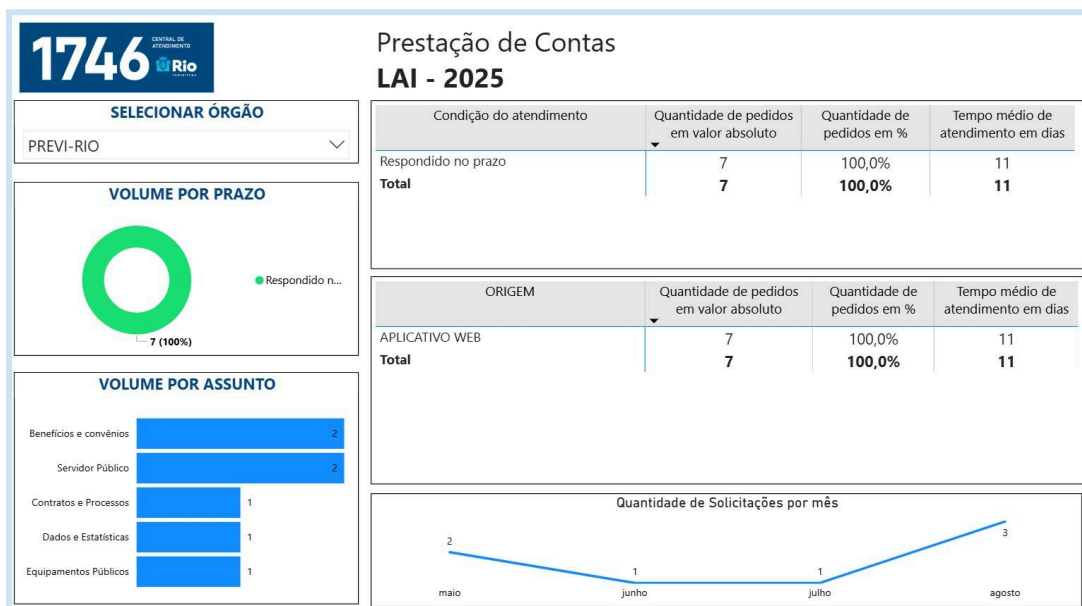 1746
CENTRAL DE
ATENDIMENTO
Rio
PREFEITURA
Prestação de Contas
LAI - 2025
SELECIONAR ÓRGÃO
PREVI-RIO
VOLUME POR PRAZO
Respondido n...
7 (100%)
VOLUME POR ASSUNTO
Benefícios e convênios 2
Servidor Público 2
Contratos e Processos 1
Dados e Estatísticas 1
Equipamentos Públicos 1
Condição do atendimento
Quantidade de pedidos
em valor absoluto
Quantidade de
pedidos em %
Tempo médio de
atendimento em dias
Respondido no prazo 7 100,0% 11
Total 7 100,0% 11
ORIGEM
Quantidade de pedidos
em valor absoluto
Quantidade de
pedidos em %
Tempo médio de
atendimento em dias
APLICATIVO WEB 7 100,0% 11
Total 7 100,0% 11
Quantidade de Solicitações por mês
2 1 1 3
maio junho julho agosto